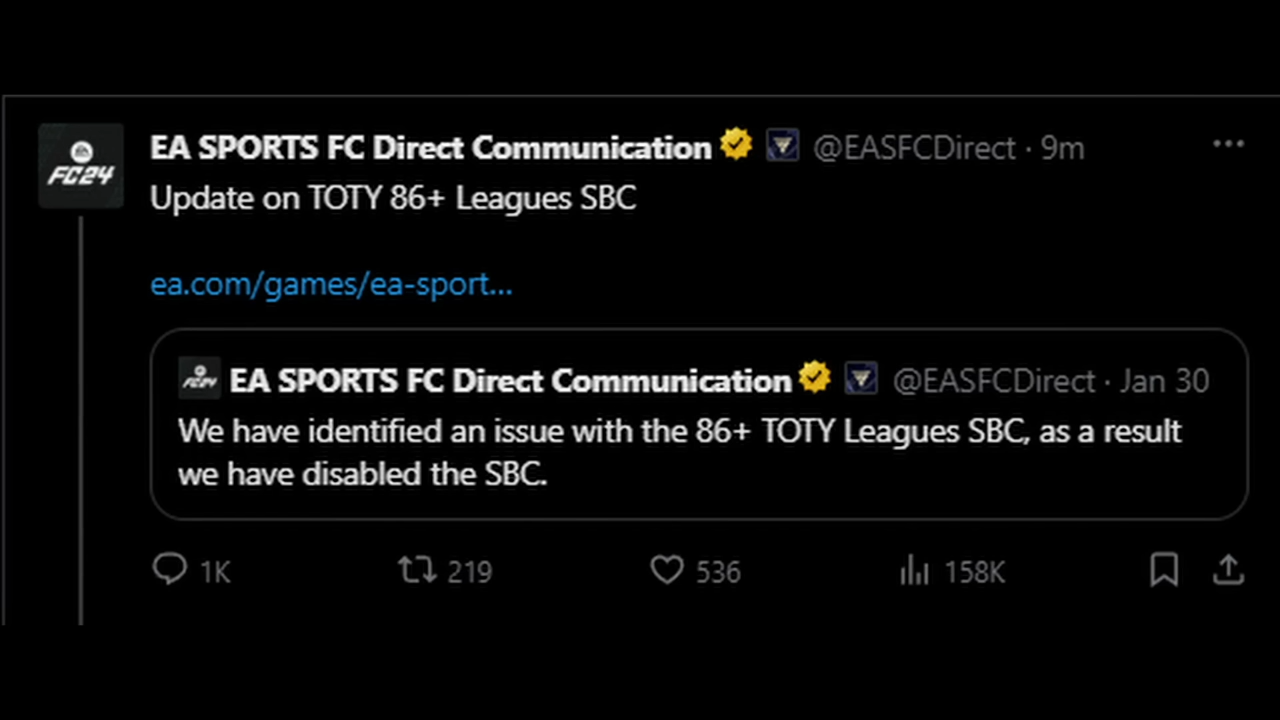 EA SPORTS FC Direct Communication @EASFCDirect · 9m
Update on TOTY 86+ Leagues SBC
ea.com/games/ea-sport...
EA SPORTS FC Direct Communication @EASFCDirect · Jan 30
We have identified an issue with the 86+ TOTY Leagues SBC, as a result
we have disabled the SBC.
1K 219 536 158K
EA
FC24
FC24